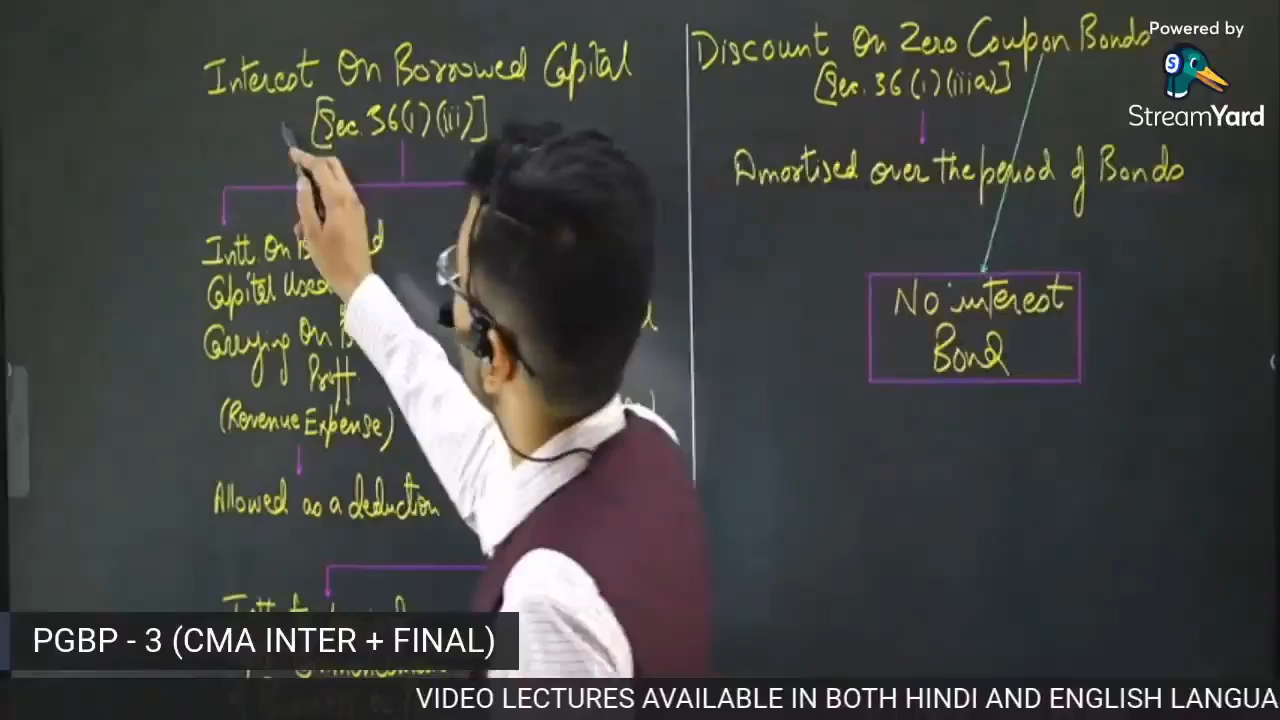 Interest On Borrowed Capital
[Sec. 36(1)(iii)]
Intt. On
Capital Used
Carrying On
Profit
(Revenue Expense)
Allowed as a deduction
Discount On Zero Coupon Bonds
[Sec. 36(1)(iiia)]
Amortised over the period of Bonds
No interest
Bond
Powered by
StreamYard
PGBP - 3 (CMA INTER + FINAL)
VIDEO LECTURES AVAILABLE IN BOTH HINDI AND ENGLISH LANGUA